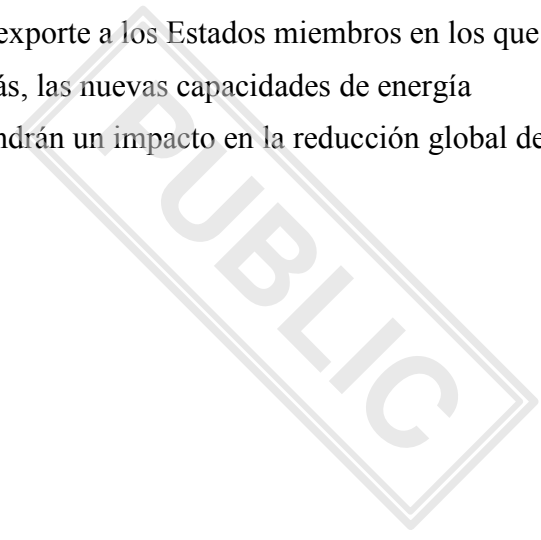 exporte a los Estados miembros en los que
ás, las nuevas capacidades de energía
ndrán un impacto en la reducción global de
PUBLIC